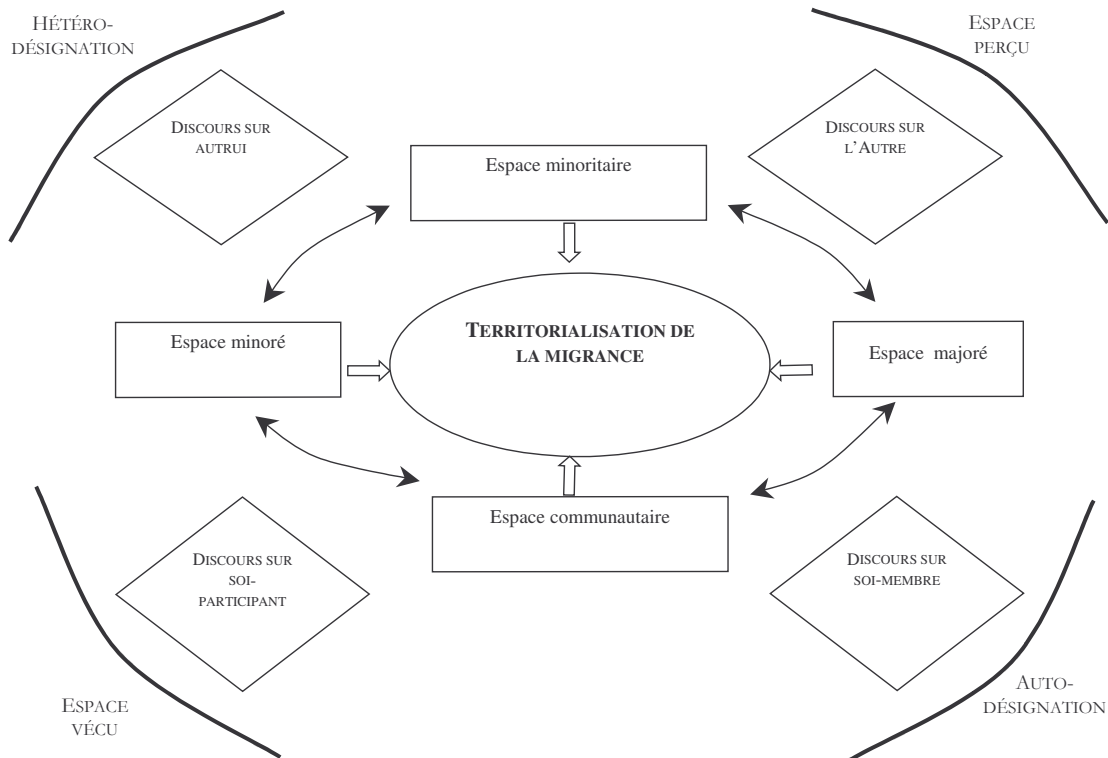 HÉTÉRO-
DÉSIGNATION
ESPACE
PERÇU
DISCOURS SUR
AUTRUI
DISCOURS SUR
L'AUTRE
Espace minoritaire
Espace minoré
TERRITORIALISATION DE
LA MIGRANCE
Espace majoré
Espace communautaire
DISCOURS SUR
SOI-
PARTICIPANT
DISCOURS SUR
SOI-MEMBRE
ESPACE
VÉCU
AUTO-
DÉSIGNATION